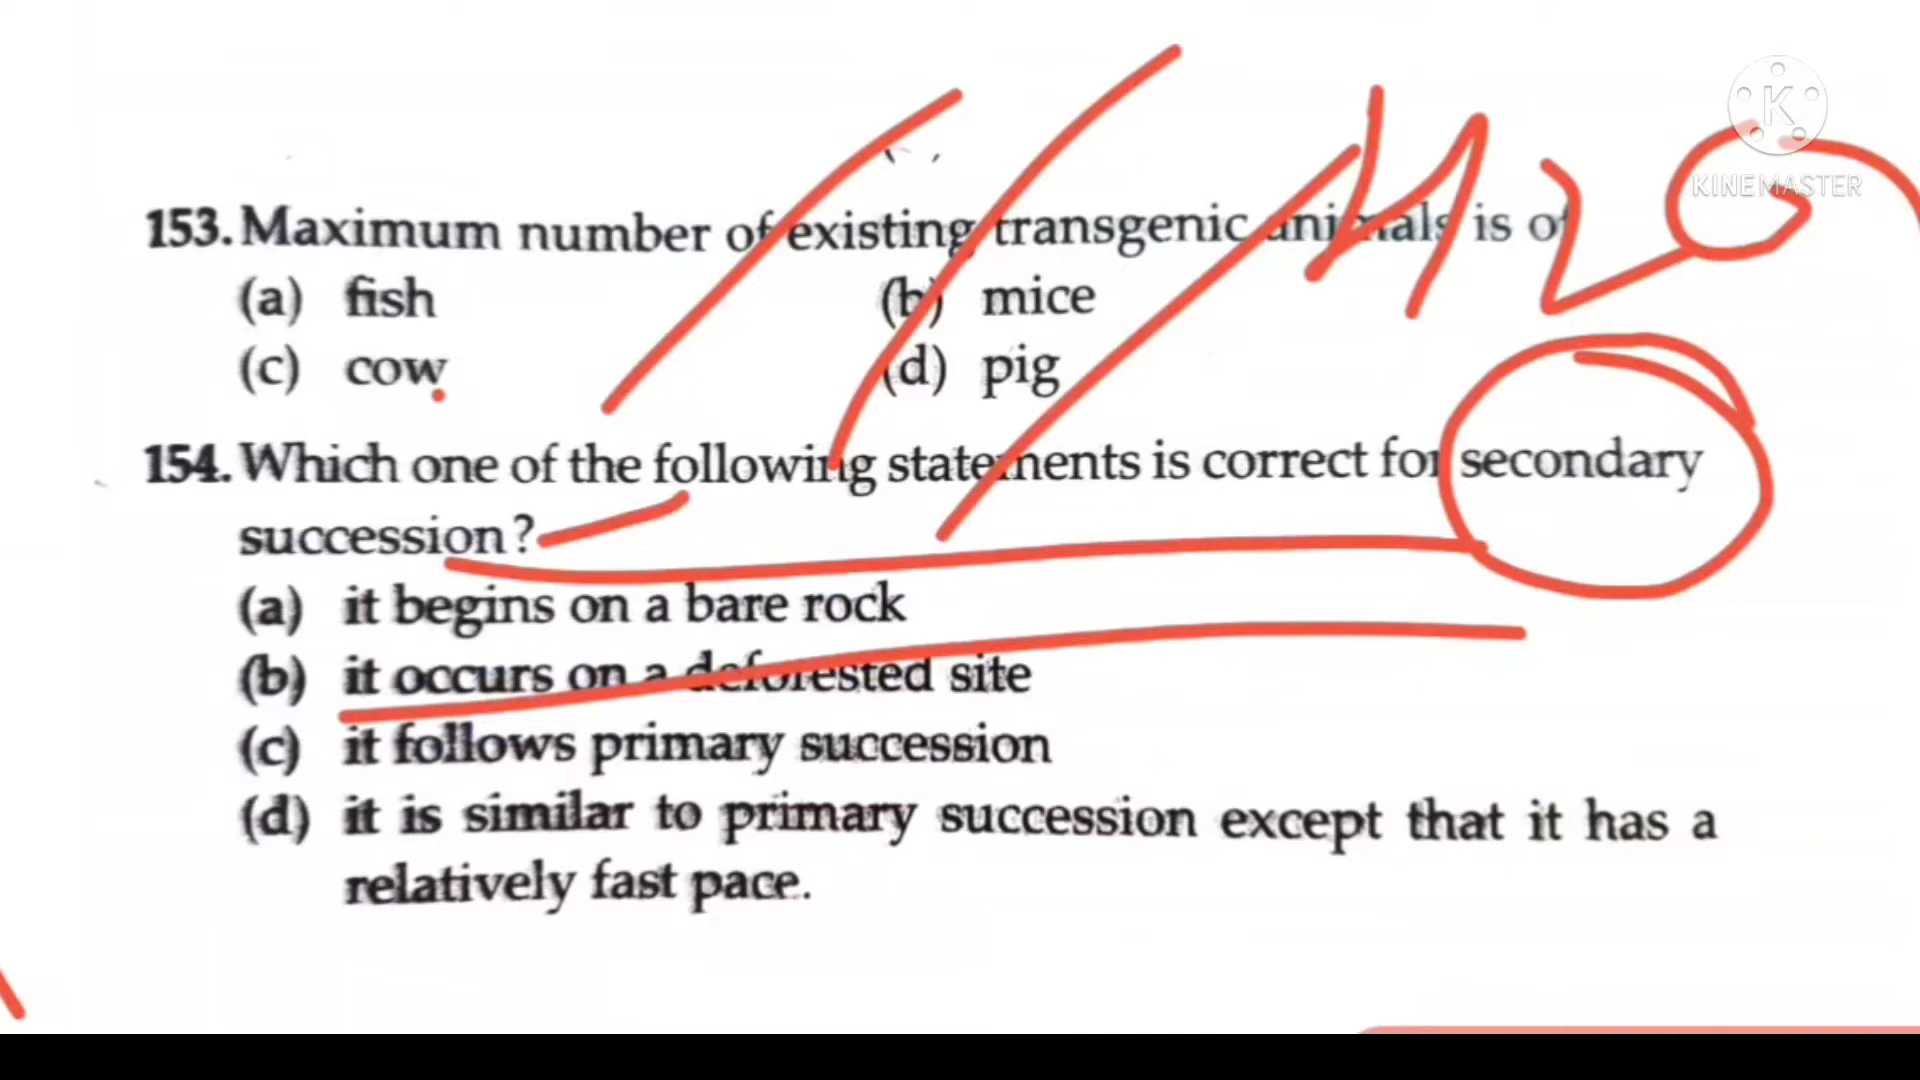 KINEMASTER
153. Maximum number of existing transgenic animals is of
(a) fish (b) mice
(c) cow (d) pig
154. Which one of the following statements is correct for secondary
succession?
(a) it begins on a bare rock
(b) it occurs on a deforested site
(c) it follows primary succession
(d) it is similar to primary succession except that it has a
relatively fast pace.